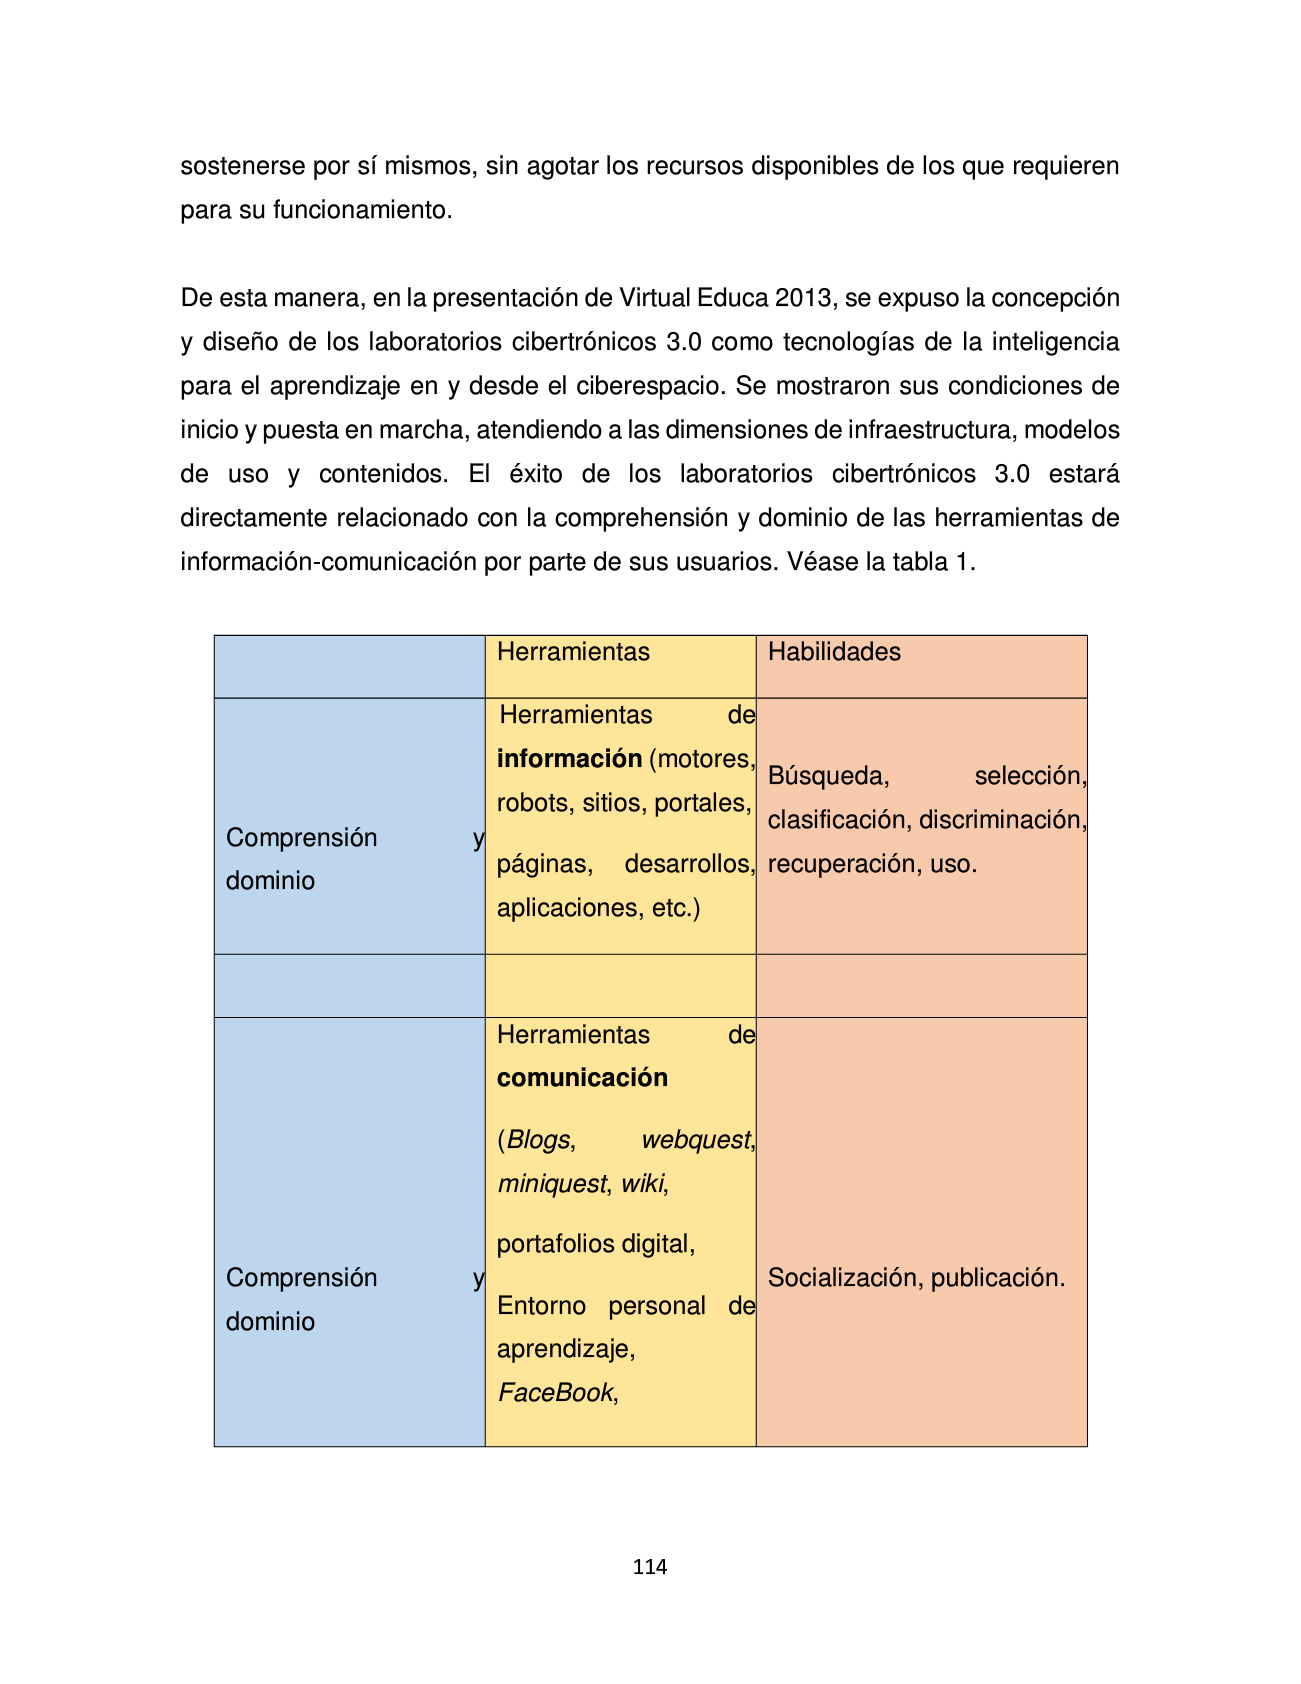 sostenerse por sí mismos, sin agotar los recursos disponibles de los que requieren
para su funcionamiento.
De esta manera, en la presentación de Virtual Educa 2013, se expuso la concepción
y diseño de los laboratorios cibertrónicos 3.0 como tecnologías de la inteligencia
para el aprendizaje en y desde el ciberespacio. Se mostraron sus condiciones de
inicio y puesta en marcha, atendiendo a las dimensiones de infraestructura, modelos
de uso y contenidos. El éxito de los laboratorios cibertrónicos 3.0 estará
directamente relacionado con la comprehensión y dominio de las herramientas de
información-comunicación por parte de sus usuarios. Véase la tabla 1.
Herramientas
Habilidades
Comprensión y
dominio
Herramientas de
información (motores,
robots, sitios, portales,
páginas, desarrollos,
aplicaciones, etc.)
Búsqueda, selección,
clasificación, discriminación,
recuperación, uso.
Comprensión y
dominio
Herramientas de
comunicación
(Blogs, webquest,
miniquest, wiki,
portafolios digital,
Entorno personal de
aprendizaje,
FaceBook,
Socialización, publicación.
114